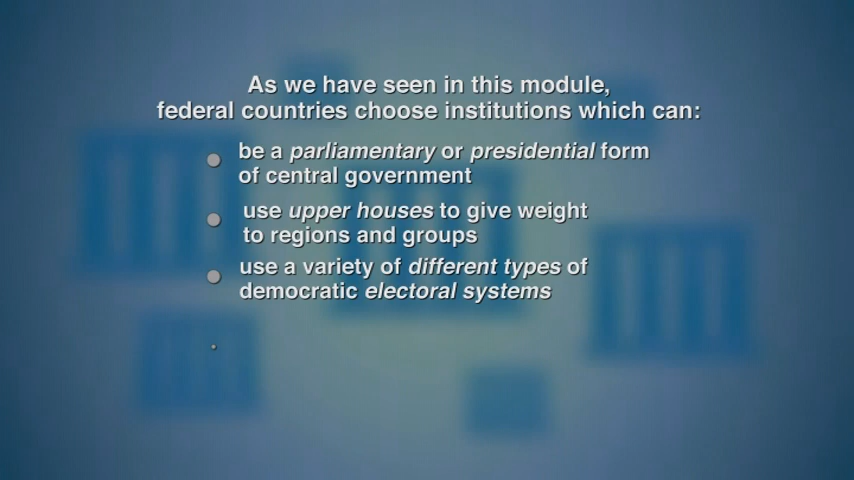 As we have seen in this module,
federal countries choose institutions which can:
be a parliamentary or presidential form
of central government
use upper houses to give weight
to regions and groups
use a variety of different types of
democratic electoral systems